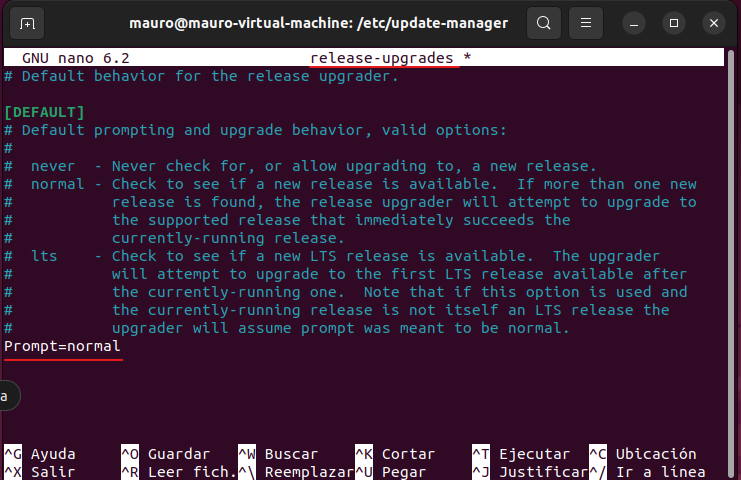 mauro@mauro-virtual-machine: /etc/update-manager
GNU nano 6.2 release-upgrades *
# Default behavior for the release upgrader.
[DEFAULT]
# Default prompting and upgrade behavior, valid options:
#
#  never  - Never check for, or allow upgrading to, a new release.
#  normal - Check to see if a new release is available.  If more than one new
#           release is found, the release upgrader will attempt to upgrade to
#           the supported release that immediately succeeds the
#           currently-running release.
#  lts    - Check to see if a new LTS release is available.  The upgrader
#           will attempt to upgrade to the first LTS release available after
#           the currently-running one.  Note that if this option is used and
#           the currently-running release is not itself an LTS release the
#           upgrader will assume prompt was meant to be normal.
Prompt=normal
a
^G Ayuda ^O Guardar ^W Buscar ^K Cortar ^T Ejecutar ^C Ubicación
^X Salir ^R Leer fich. ^\ Reemplazar ^U Pegar ^J Justificar ^/ Ir a línea